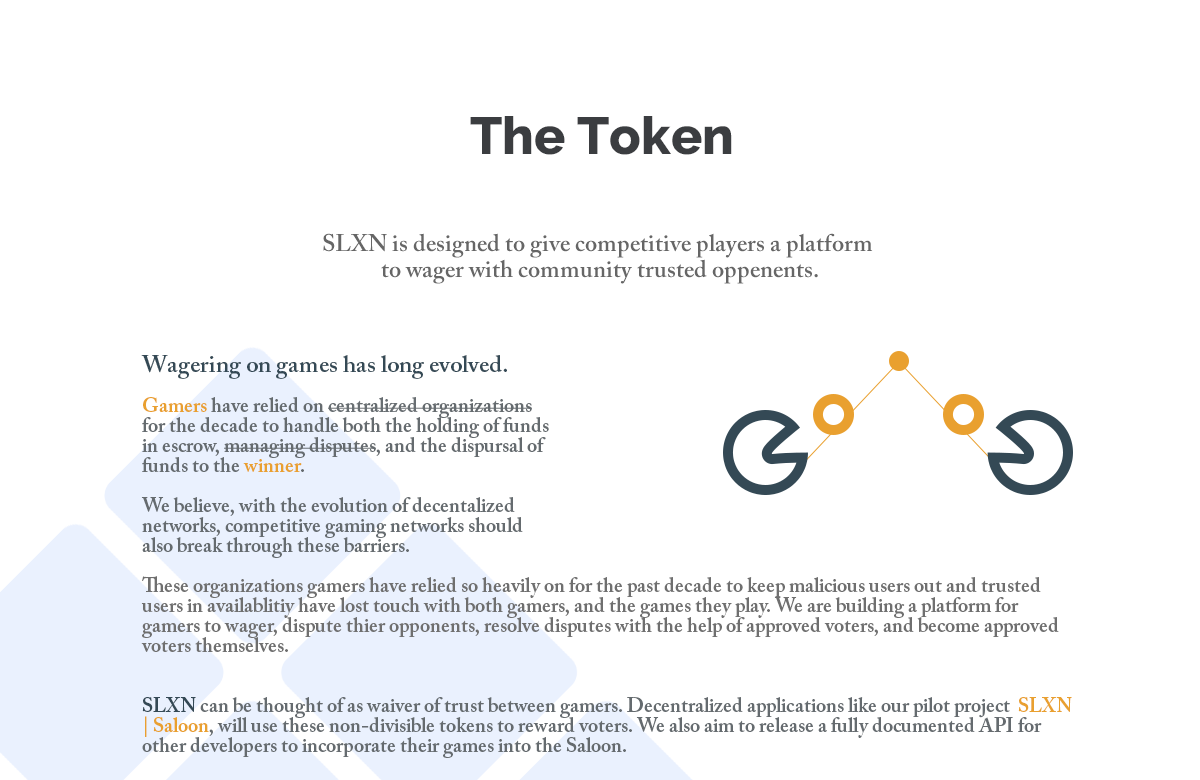 The Token
SLXN is designed to give competitive players a platform
to wager with community trusted oppenents.
Wagering on games has long evolved.
Gamers have relied on centralized organizations
for the decade to handle both the holding of funds
in escrow, managing disputes, and the dispursal of
funds to the winner.
We believe, with the evolution of decentalized
networks, competitive gaming networks should
also break through these barriers.
These organizations gamers have relied so heavily on for the past decade to keep malicious users out and trusted
users in availablitiy have lost touch with both gamers, and the games they play. We are building a platform for
gamers to wager, dispute thier opponents, resolve disputes with the help of approved voters, and become approved
voters themselves.
SLXN can be thought of as waiver of trust between gamers. Decentralized applications like our pilot project SLXN
| Saloon, will use these non-divisible tokens to reward voters. We also aim to release a fully documented API for
other developers to incorporate their games into the Saloon.